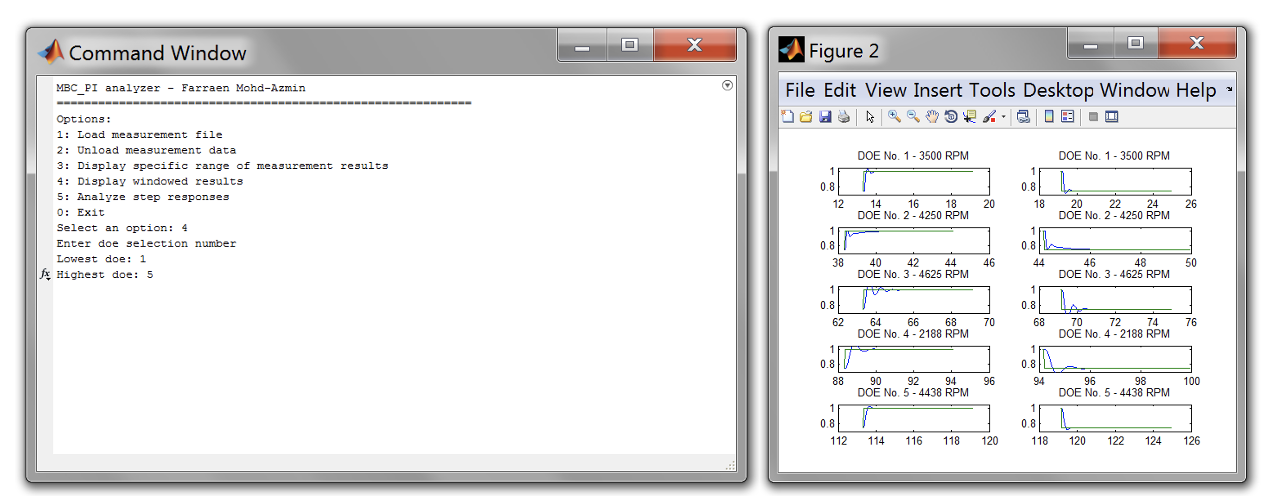 Command Window
MBC_PI analyzer - Farraen Mohd-Azmin
============================================================
Options:
1: Load measurement file
2: Unload measurement data
3: Display specific range of measurement results
4: Display windowed results
5: Analyze step responses
0: Exit
Select an option: 4
Enter doe selection number
Lowest doe: 1
fx Highest doe: 5
Figure 2
File Edit View Insert Tools Desktop Window Help
DOE No. 1 - 3500 RPM
1
0.8
12 14 16 18 20
DOE No. 1 - 3500 RPM
1
0.8
18 20 22 24 26
DOE No. 2 - 4250 RPM
1
0.8
38 40 42 44 46
DOE No. 2 - 4250 RPM
1
0.8
44 46 48 50
DOE No. 3 - 4625 RPM
1
0.8
62 64 66 68 70
DOE No. 3 - 4625 RPM
1
0.8
68 70 72 74 76
DOE No. 4 - 2188 RPM
1
0.8
88 90 92 94 96
DOE No. 4 - 2188 RPM
1
0.8
94 96 98 100
DOE No. 5 - 4438 RPM
1
0.8
112 114 116 118 120
DOE No. 5 - 4438 RPM
1
0.8
118 120 122 124 126